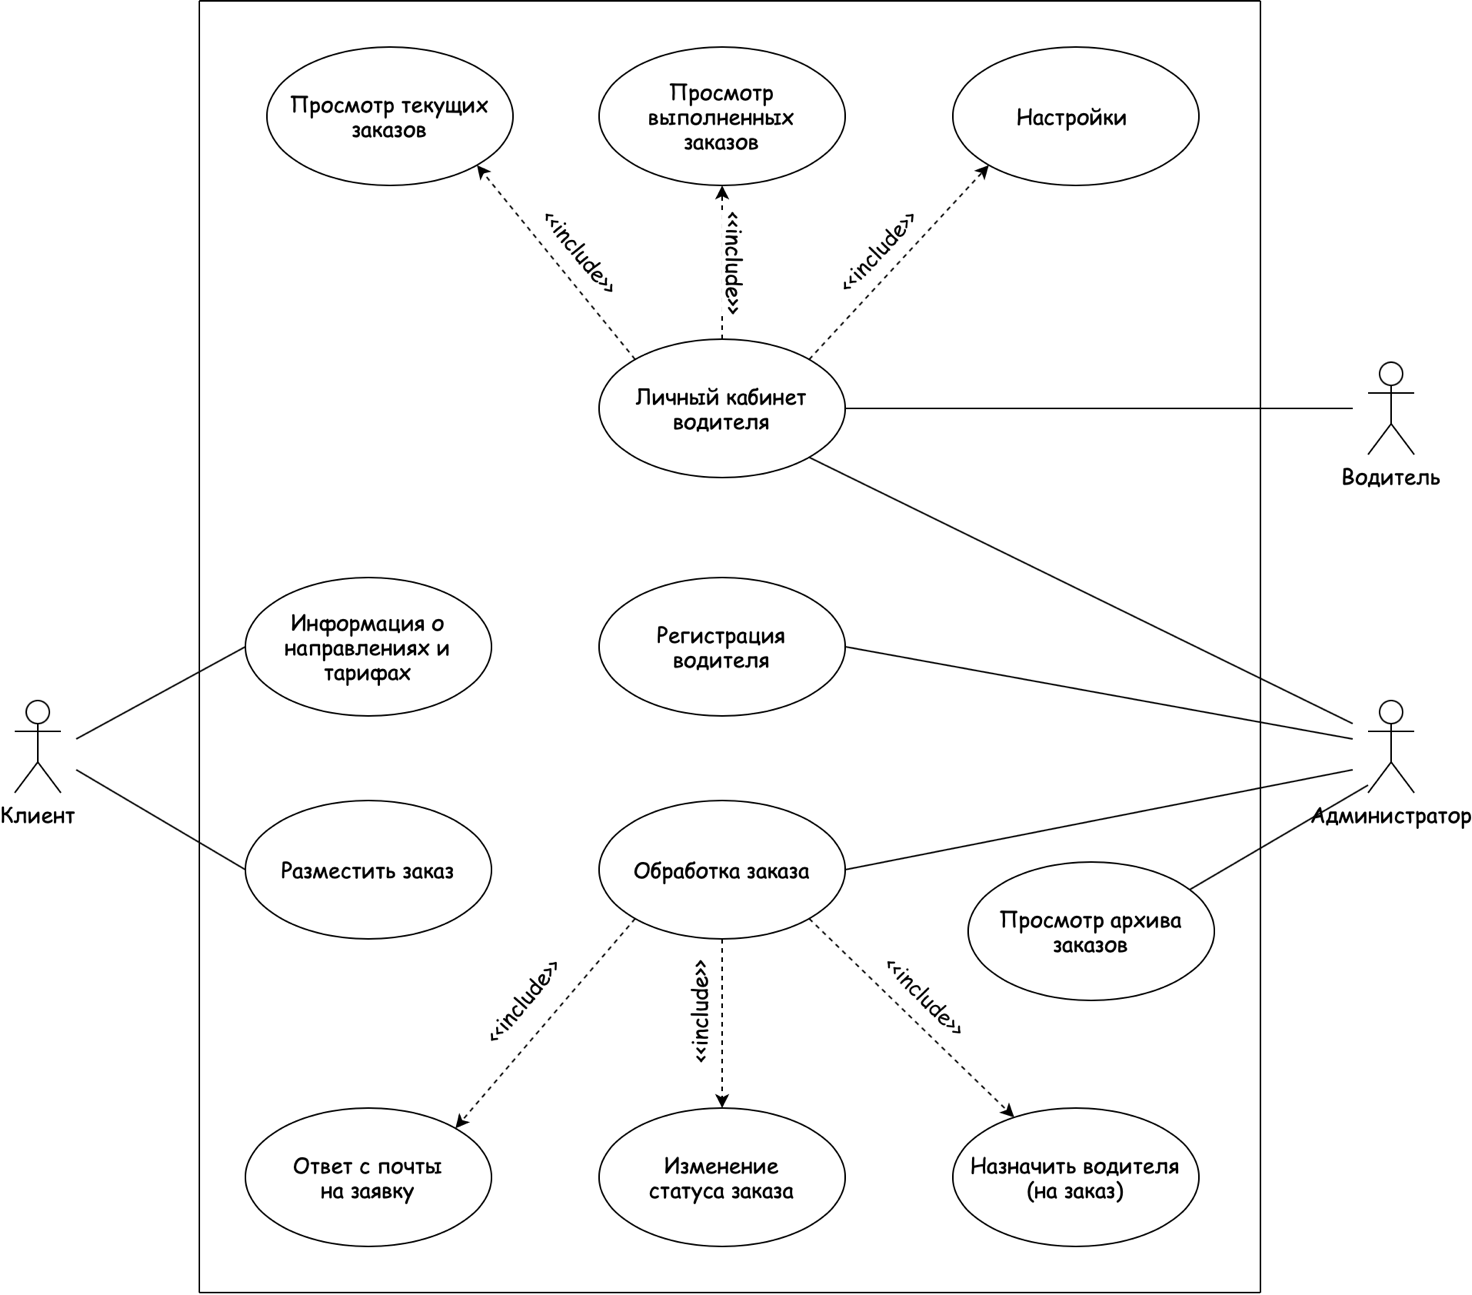 Просмотр текущих
заказов
Просмотр
выполненных
заказов
Настройки
<<include>>
<<include>>
<<include>>
Личный кабинет
водителя
Водитель
Информация о
направлениях и
тарифах
Регистрация
водителя
Клиент
Администратор
Разместить заказ
Обработка заказа
Просмотр архива
заказов
<<include>>
<<include>>
<<include>>
Ответ с почты
на заявку
Изменение
статуса заказа
Назначить водителя
(на заказ)